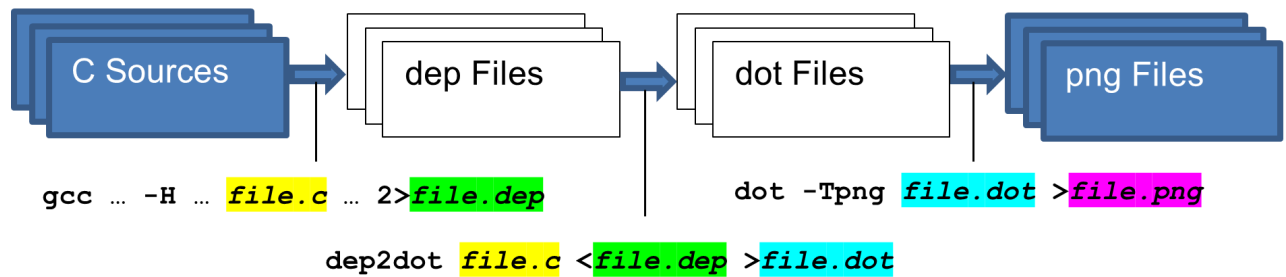 C Sources
dep Files
dot Files
png Files
gcc … -H … file.c … 2>file.dep
dot -Tpng file.dot >file.png
dep2dot file.c <file.dep >file.dot